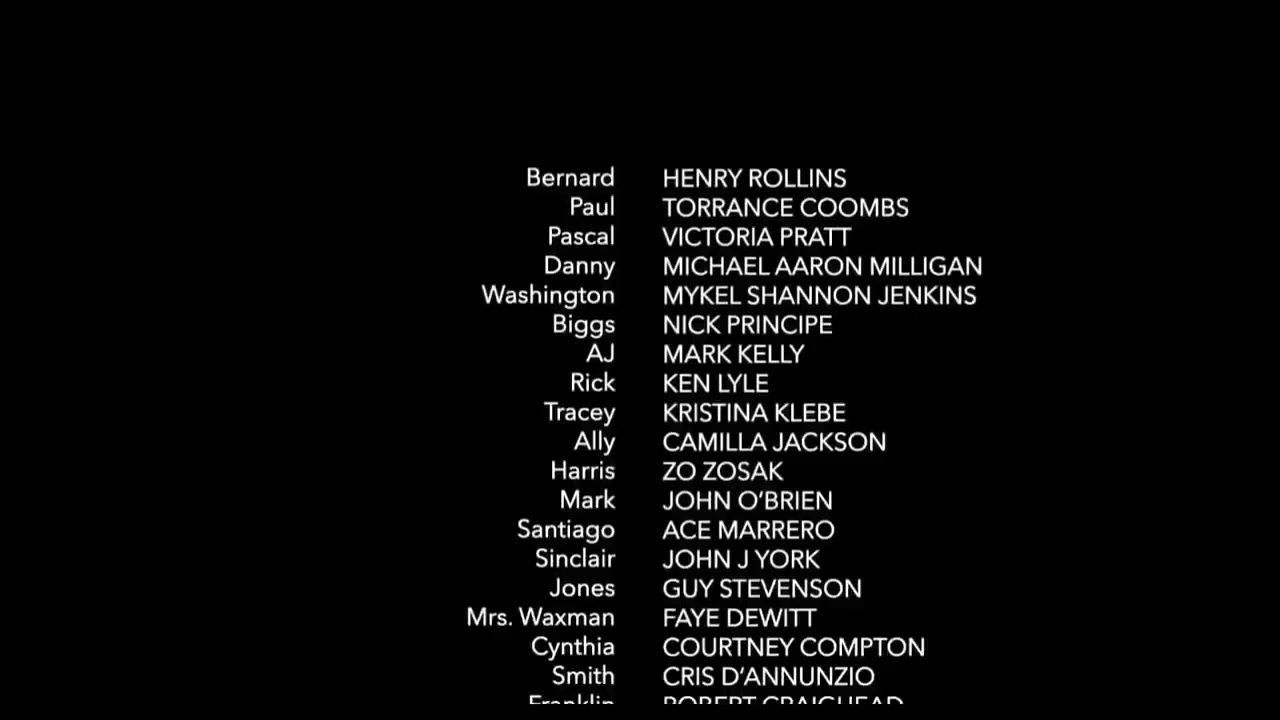 Bernard HENRY ROLLINS
Paul TORRANCE COOMBS
Pascal VICTORIA PRATT
Danny MICHAEL AARON MILLIGAN
Washington MYKEL SHANNON JENKINS
Biggs NICK PRINCIPE
AJ MARK KELLY
Rick KEN LYLE
Tracey KRISTINA KLEBE
Ally CAMILLA JACKSON
Harris ZO ZOSAK
Mark JOHN O'BRIEN
Santiago ACE MARRERO
Sinclair JOHN J YORK
Jones GUY STEVENSON
Mrs. Waxman FAYE DEWITT
Cynthia COURTNEY COMPTON
Smith CRIS D'ANNUNZIO
Franklin ROBERT CRAIGHEAD